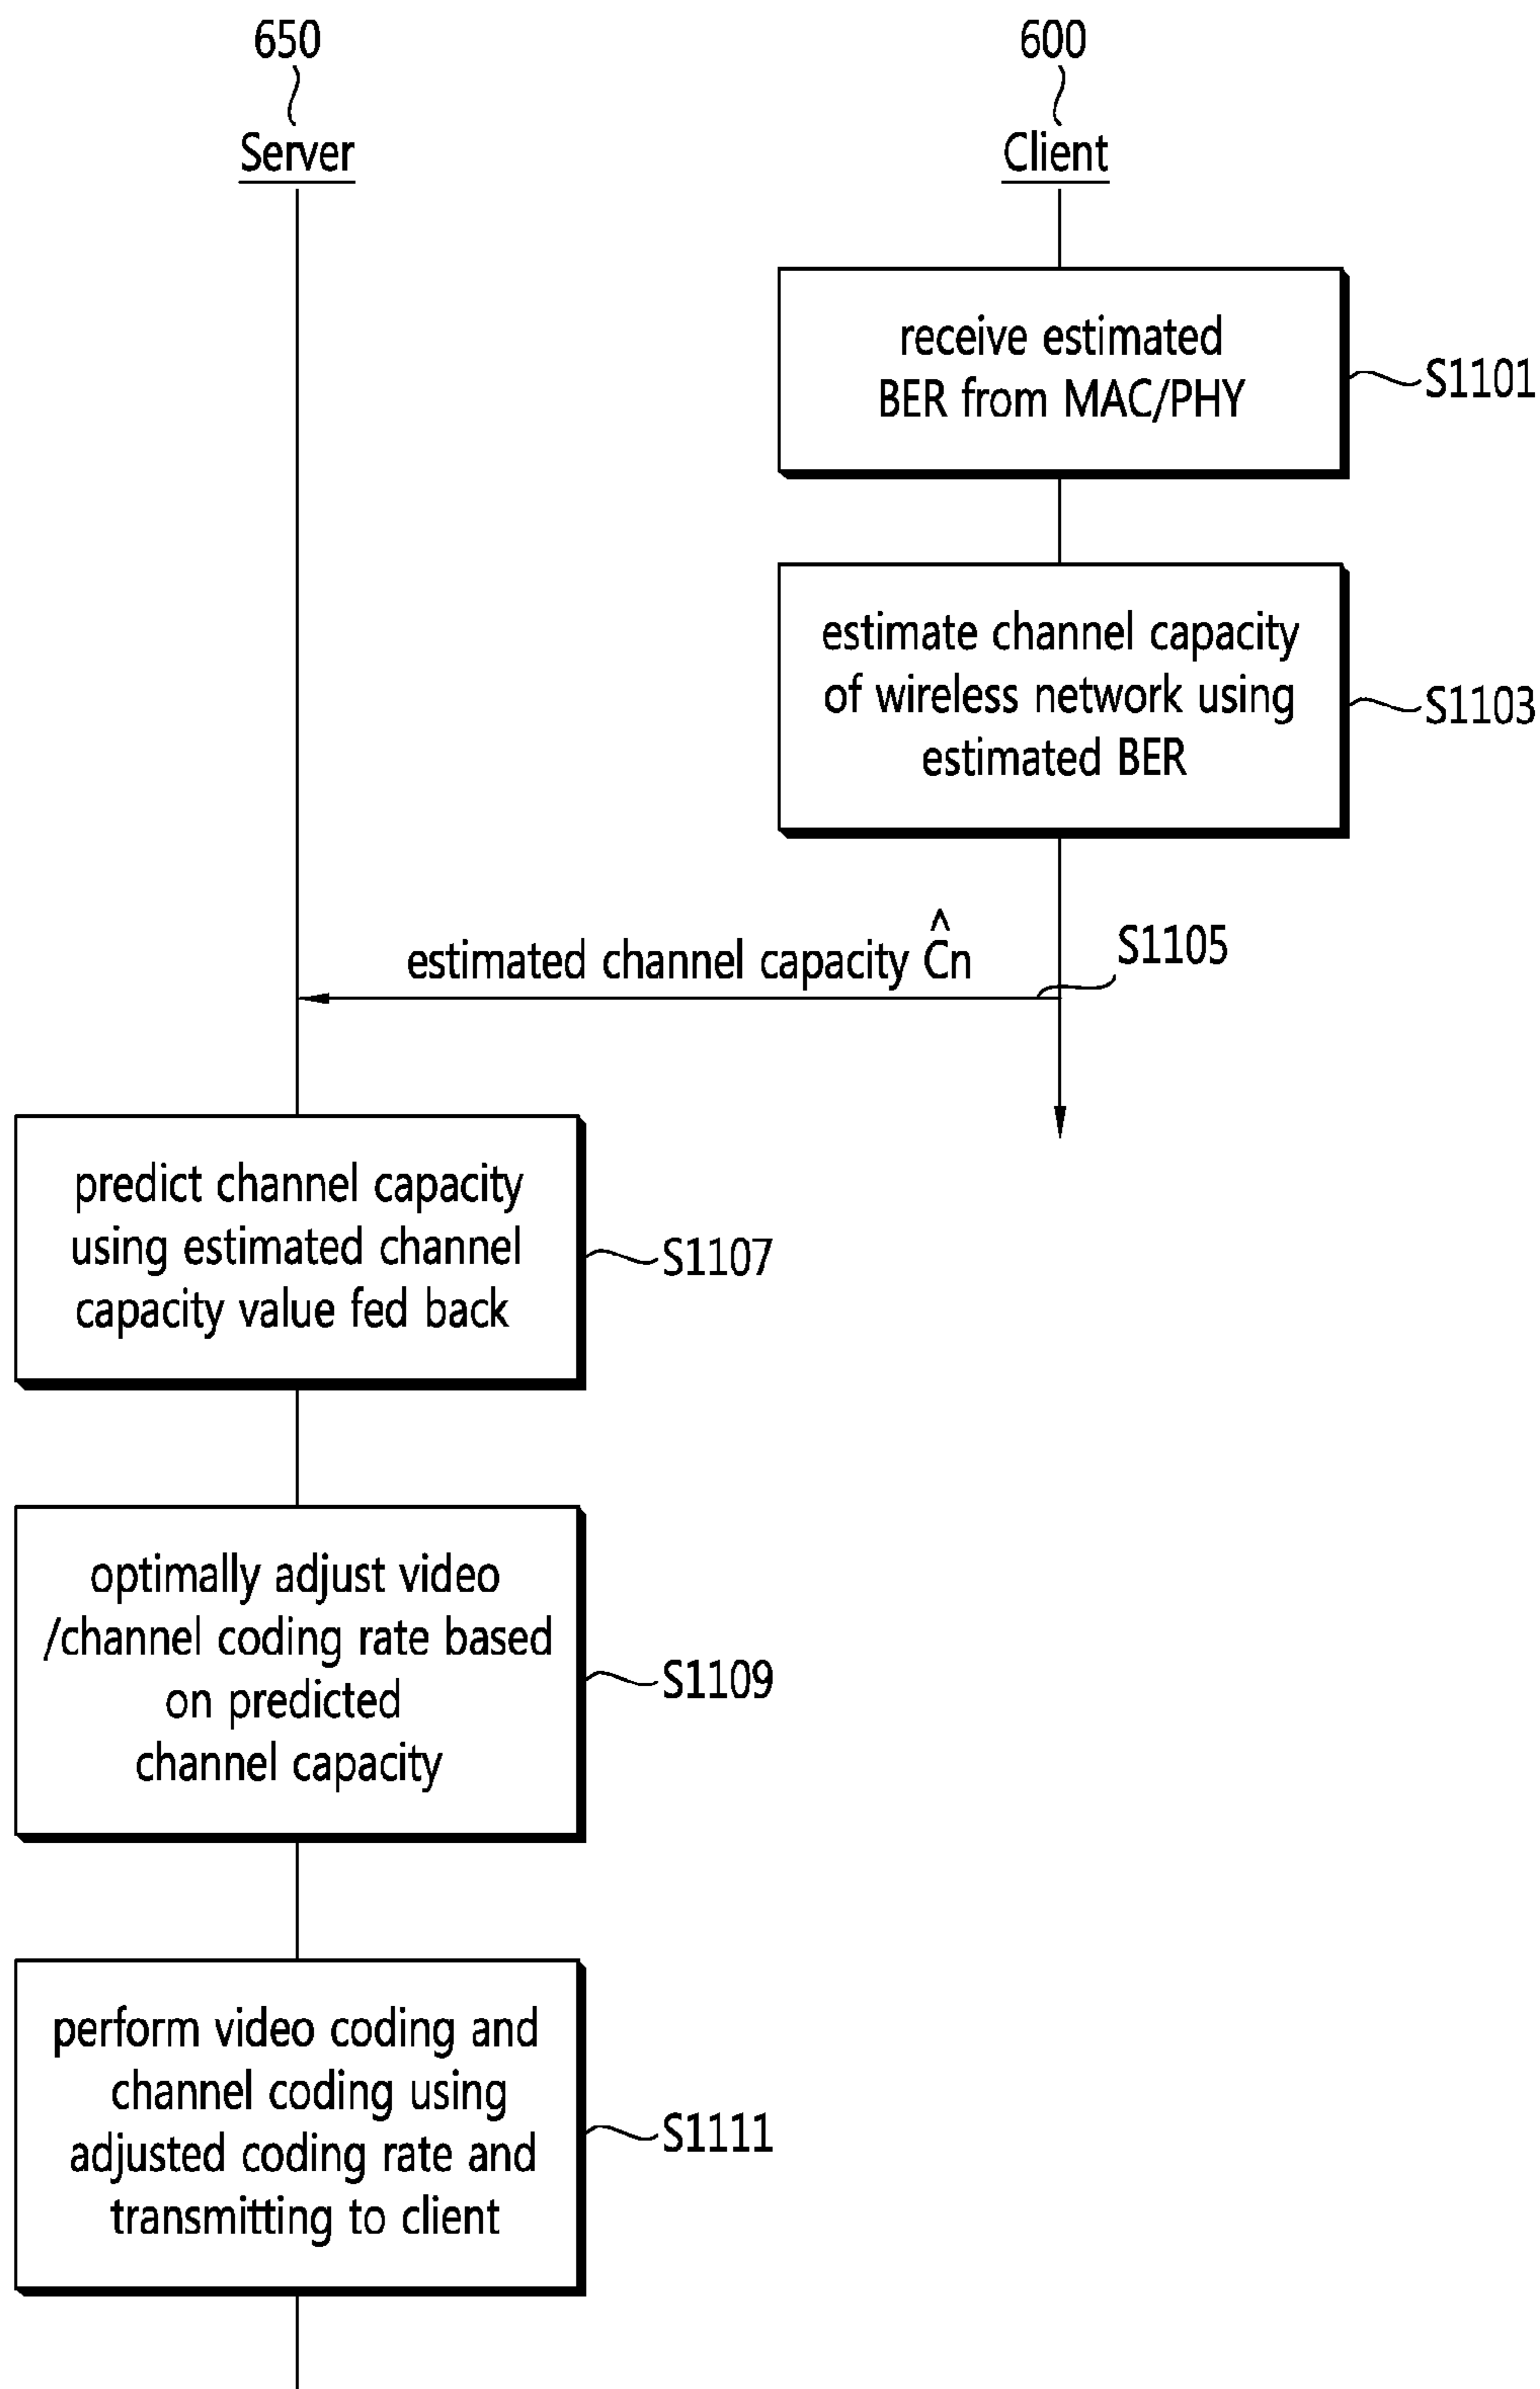 650
600
Server
Client
receive estimated
BER from MAC/PHY
S1101
estimate channel capacity
of wireless network using
estimated BER
S1103
estimated channel capacity Ĉn
S1105
predict channel capacity
using estimated channel
capacity value fed back
S1107
optimally adjust video
/channel coding rate based
on predicted
channel capacity
S1109
perform video coding and
channel coding using
adjusted coding rate and
transmitting to client
S1111